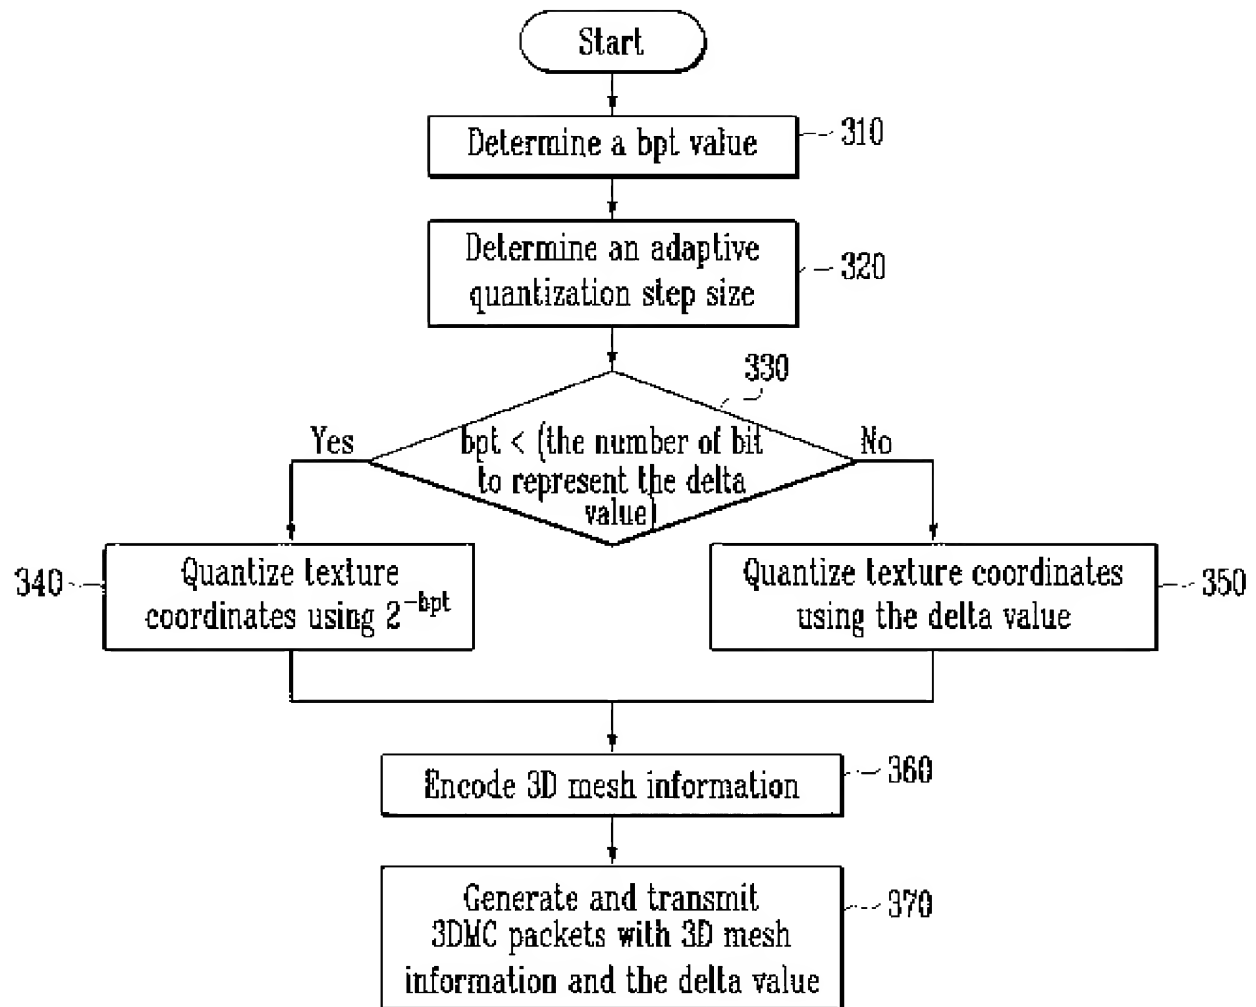 Start
Determine a bpt value
310
Determine an adaptive
quantization step size
320
330
Yes
bpt < (the number of bit
to represent the delta
value)
No
340
Quantize texture
coordinates using 2^-bpt
Quantize texture coordinates
using the delta value
350
Encode 3D mesh information
360
Generate and transmit
3DMC packets with 3D mesh
information and the delta value
370